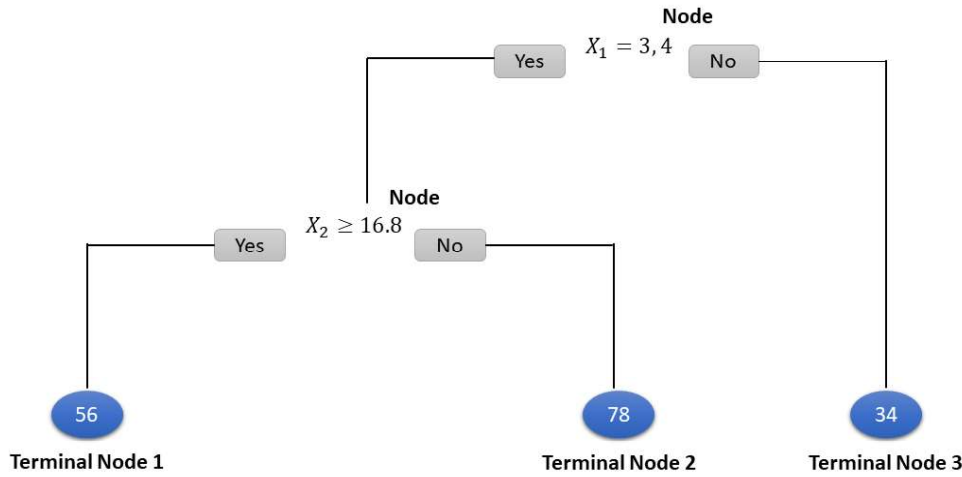 Node
Yes
X₁ = 3, 4
No
Node
X₂ ≥ 16.8
Yes
No
56
78
34
Terminal Node 1
Terminal Node 2
Terminal Node 3